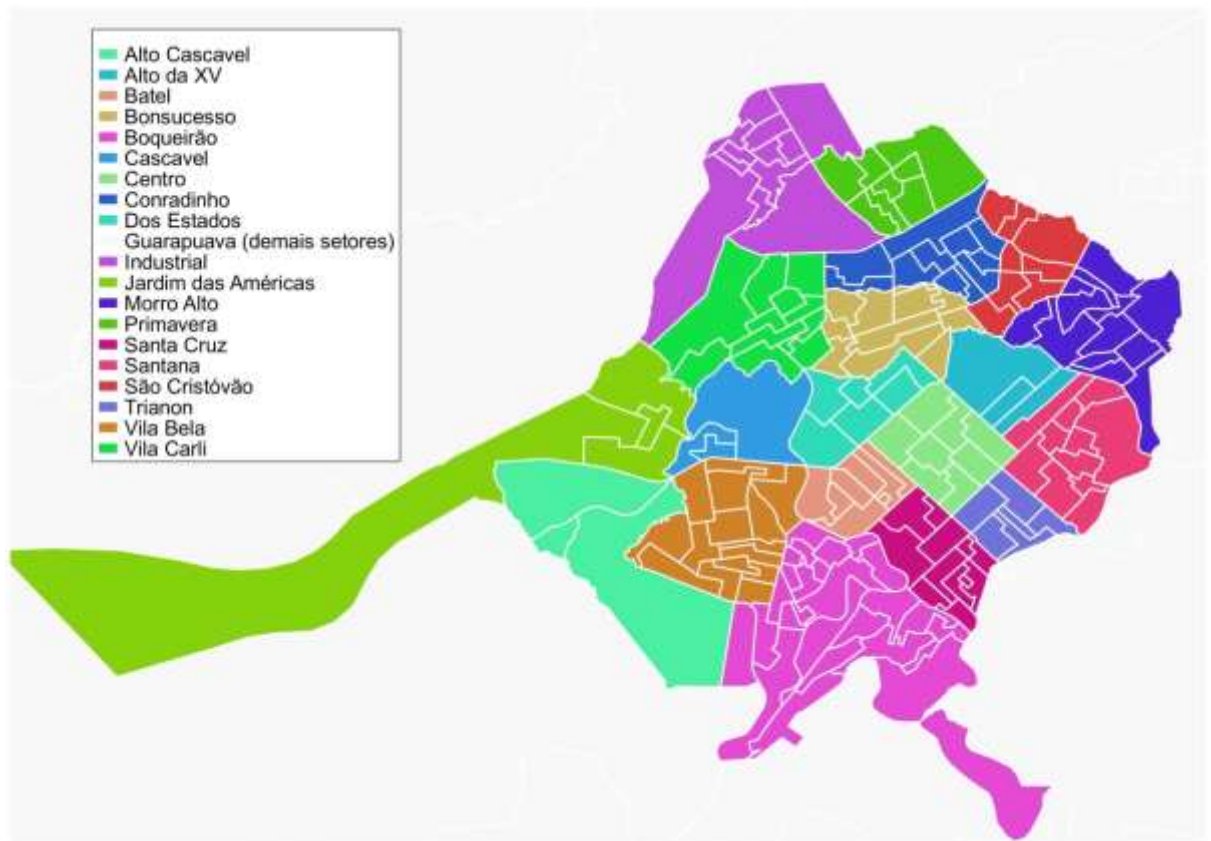 Alto Cascavel
Alto da XV
Batel
Bonsucesso
Boqueirão
Cascavel
Centro
Conradinho
Dos Estados
Guarapuava (demais setores)
Industrial
Jardim das Américas
Morro Alto
Primavera
Santa Cruz
Santana
São Cristóvão
Trianon
Vila Bela
Vila Carli